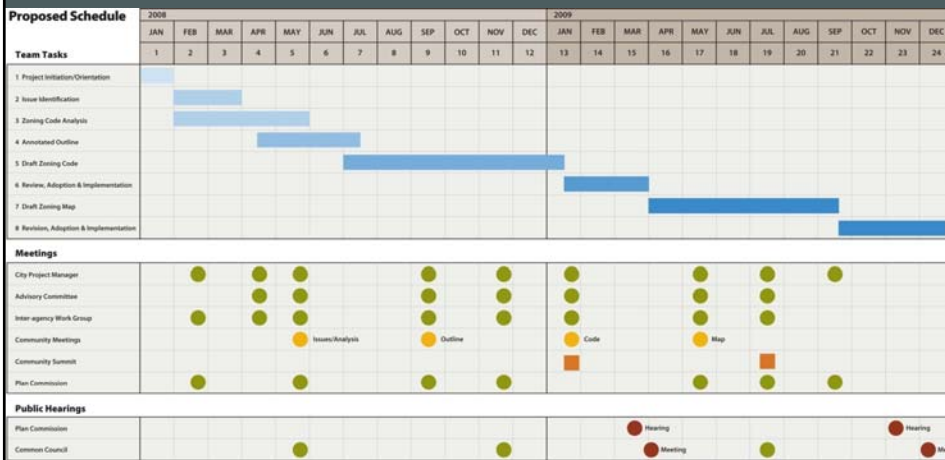 Proposed Schedule 2008 2009
JAN FEB MAR APR MAY JUN JUL AUG SEP OCT NOV DEC JAN FEB MAR APR MAY JUN JUL AUG SEP OCT NOV DEC
Team Tasks 1 2 3 4 5 6 7 8 9 10 11 12 13 14 15 16 17 18 19 20 21 22 23 24
1 Project Initiation/Orientation
2 Issue Identification
3 Zoning Code Analysis
4 Annotated Outline
5 Draft Zoning Code
6 Review, Adoption & Implementation
7 Draft Zoning Map
8 Revision, Adoption & Implementation
Meetings
City Project Manager
Advisory Committee
Inter-agency Work Group
Community Meetings Issues/Analysis Outline Code Map
Community Summit
Plan Commission
Public Hearings
Plan Commission Hearing Hearing
Common Council Meeting